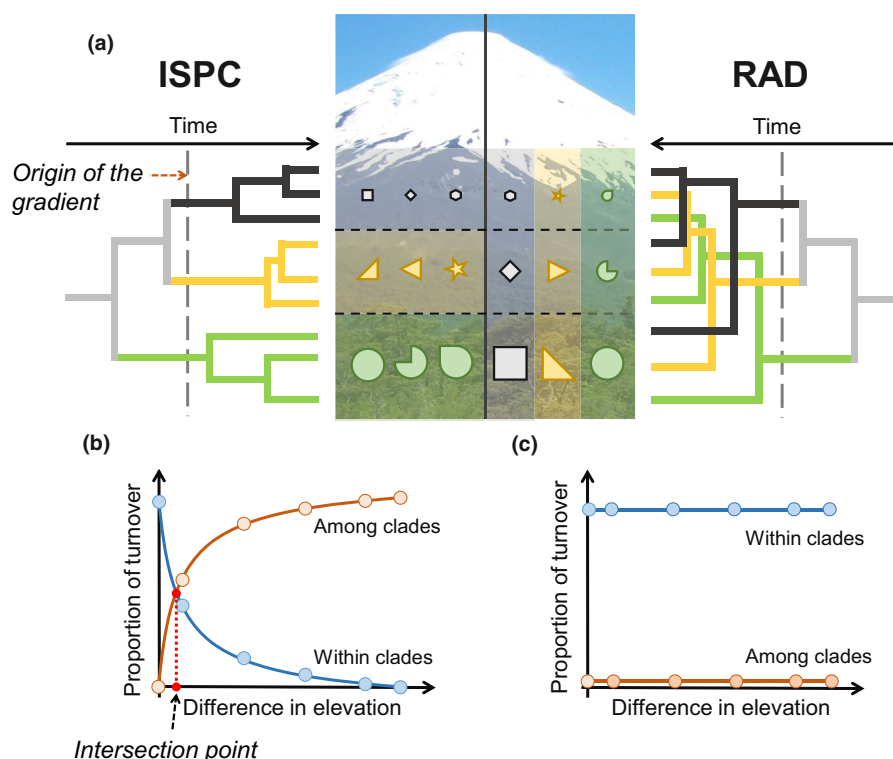 (a)
ISPC
RAD
Time
Time
Origin of the
gradient
(b)
(c)
Proportion of turnover
Among clades
Within clades
Difference in elevation
Intersection point
Proportion of turnover
Within clades
Among clades
Difference in elevation